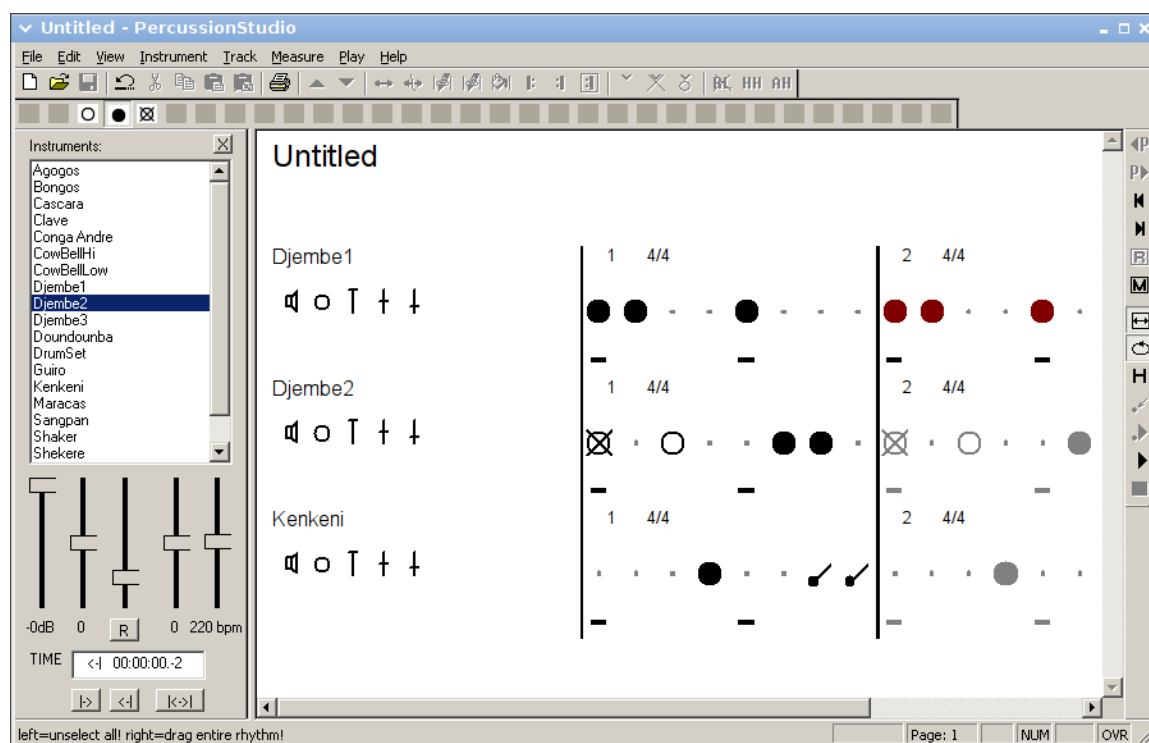 Untitled - PercussionStudio
File Edit View Instrument Track Measure Play Help
HH AH
Instruments:
Agogos
Bongos
Cascara
Clave
Conga Andre
CowBellHi
CowBellLow
Djembe1
Djembe2
Djembe3
Doundounba
DrumSet
Guiro
Kenkeni
Maracas
Sangpan
Shaker
Shekere
-0dB 0 R 0 220 bpm
TIME <-| 00:00:00.-2
|-> <-| |<->|
Untitled
Djembe1 1 4/4 2 4/4
Djembe2 1 4/4 2 4/4
Kenkeni 1 4/4 2 4/4
P
P
R
M
H
left=unselect all! right=drag entire rhythm! Page: 1 NUM OVR